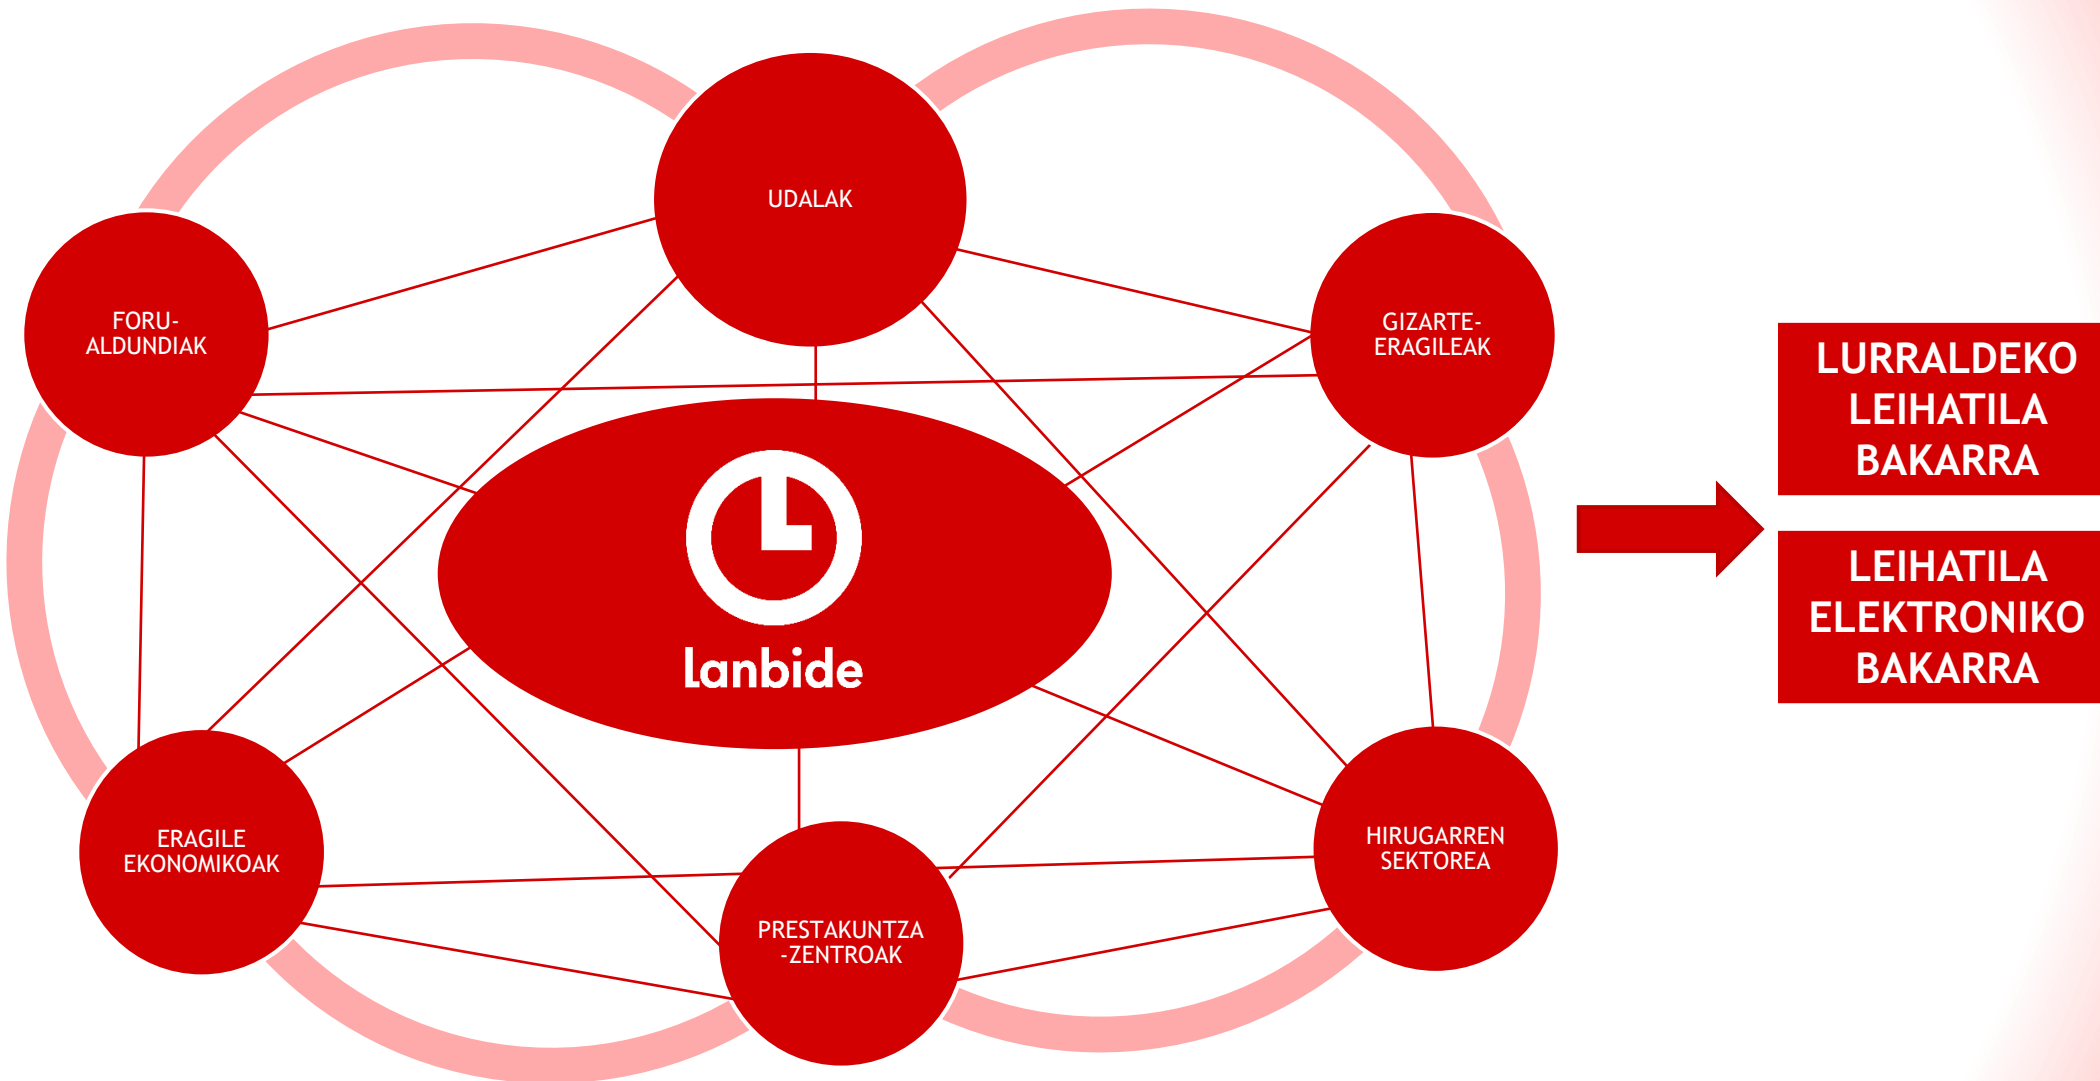 UDALAK
FORU-
ALDUNDIAK
GIZARTE-
ERAGILEAK
lanbide
ERAGILE
EKONOMIKOAK
PRESTAKUNTZA
-ZENTROAK
HIRUGARREN
SEKTOREA
LURRALDEKO
LEIHATILA
BAKARRA
LEIHATILA
ELEKTRONIKO
BAKARRA